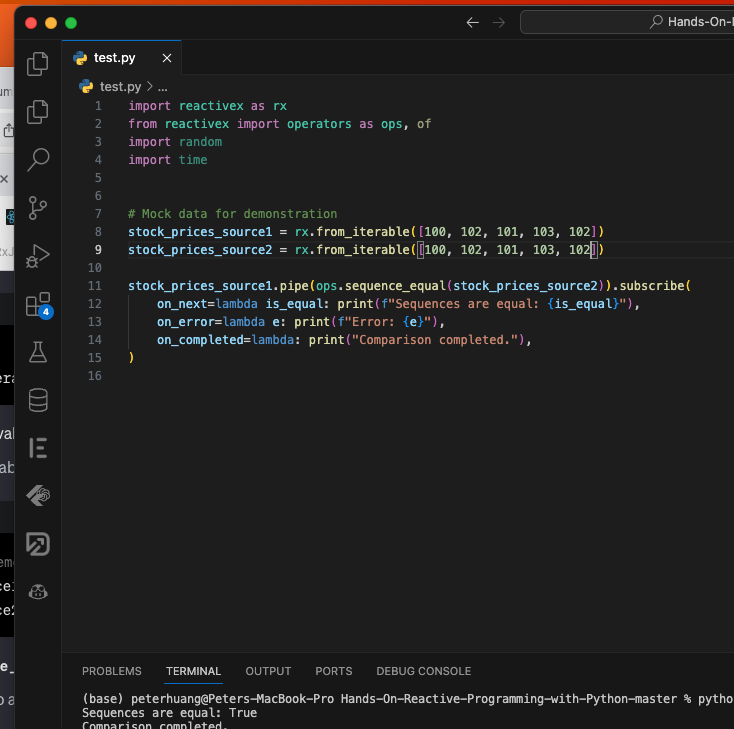 Hands-On-
test.py
test.py > ...
1 import reactivex as rx
2 from reactivex import operators as ops, of
3 import random
4 import time
5
6
7 # Mock data for demonstration
8 stock_prices_source1 = rx.from_iterable([100, 102, 101, 103, 102])
9 stock_prices_source2 = rx.from_iterable([100, 102, 101, 103, 102])
10
11 stock_prices_source1.pipe(ops.sequence_equal(stock_prices_source2)).subscribe(
12     on_next=lambda is_equal: print(f"Sequences are equal: {is_equal}"),
13     on_error=lambda e: print(f"Error: {e}"),
14     on_completed=lambda: print("Comparison completed."),
15 )
16
4
PROBLEMS TERMINAL OUTPUT PORTS DEBUG CONSOLE
(base) peterhuang@Peters-MacBook-Pro Hands-On-Reactive-Programming-with-Python-master % pytho
Sequences are equal: True
Comparison completed.